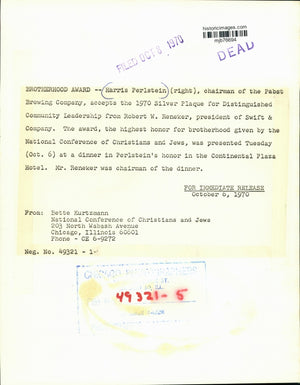 historicimages.com
mjb76694
FILED OCT 8 1970
DEAD
BROTHERHOOD AWARD -- Harris Perlstein (right), chairman of the Pabst
Brewing Company, accepts the 1970 Silver Plaque for Distinguished
Community Leadership from Robert W. Reneker, president of Swift &
Company. The award, the highest honor for brotherhood given by the
National Conference of Christians and Jews, was presented Tuesday
(Oct. 6) at a dinner in Perlstein's honor in the Continental Plaza
Hotel. Mr. Reneker was chairman of the dinner.
FOR IMMEDIATE RELEASE
October 6, 1970
From: Bette Kurtzmann
National Conference of Christians and Jews
203 North Wabash Avenue
Chicago, Illinois 60601
Phone - CE 6-9272
Neg. No. 49321 - 1
49321-5